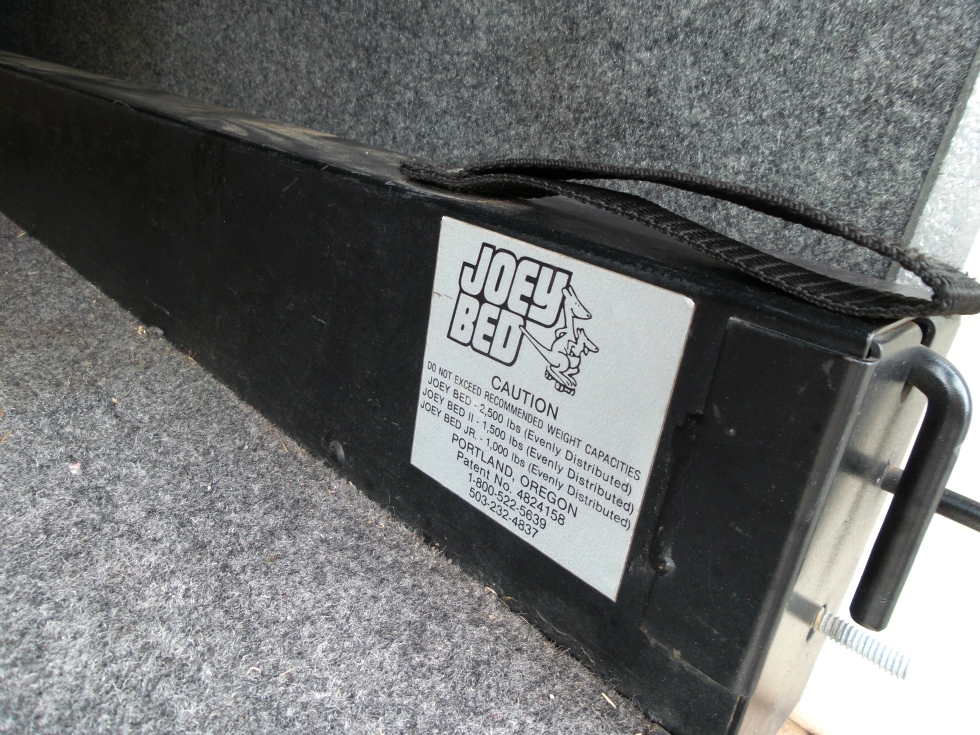 JOEY
BED
CAUTION
DO NOT EXCEED RECOMMENDED WEIGHT CAPACITIES
JOEY BED - 2,500 lbs (Evenly Distributed)
JOEY BED II - 1,500 lbs (Evenly Distributed)
JOEY BED JR. - 1,000 lbs (Evenly Distributed)
PORTLAND, OREGON
Patent No. 4824158
1-800-522-5639
503-232-4837